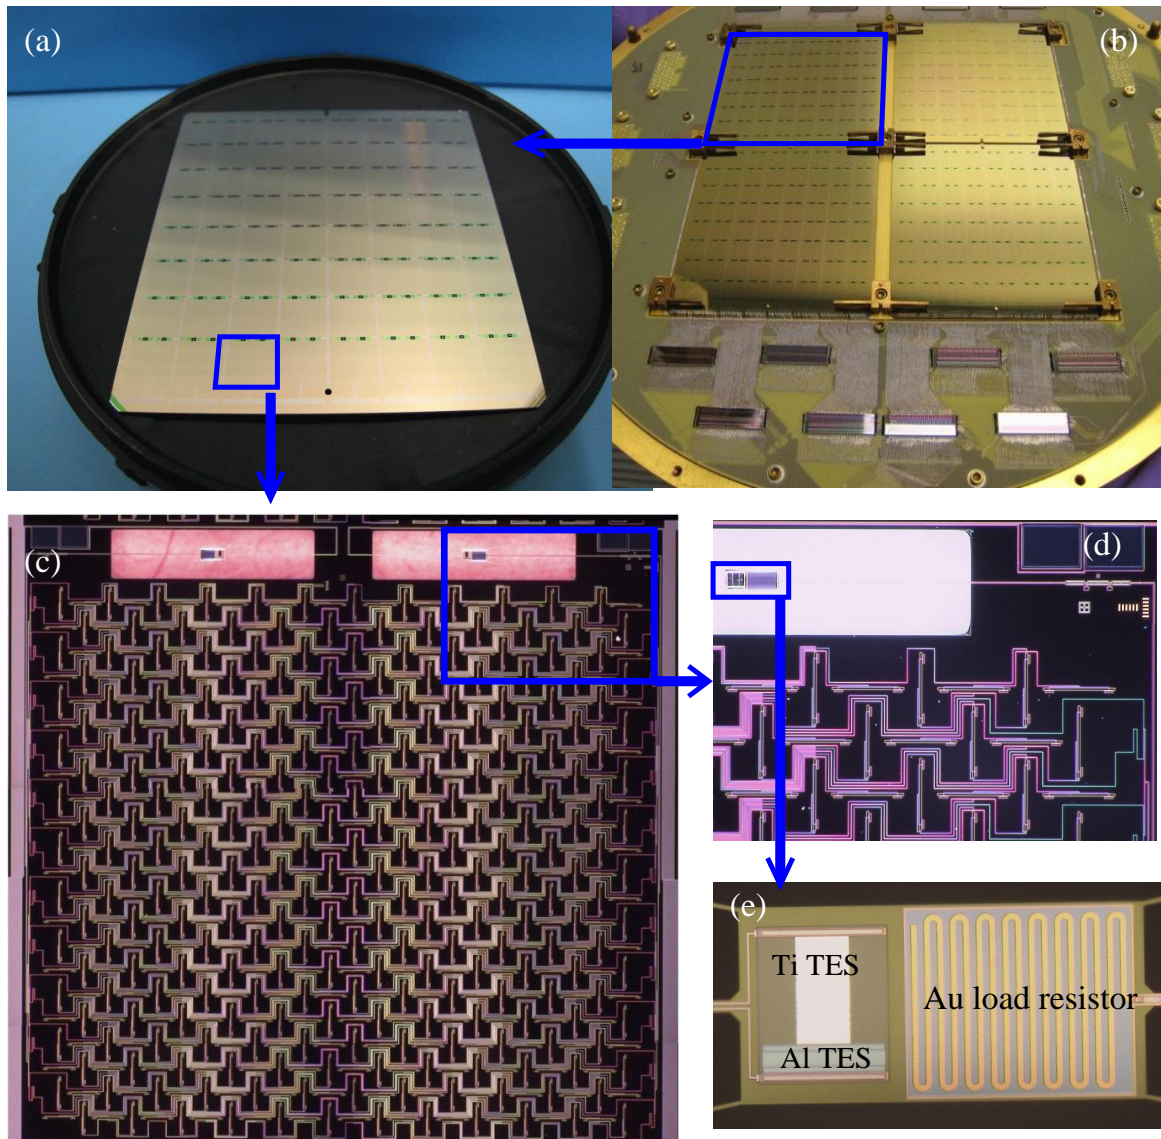 (a)
(b)
(c)
(d)
(e)
Ti TES
Au load resistor
Al TES